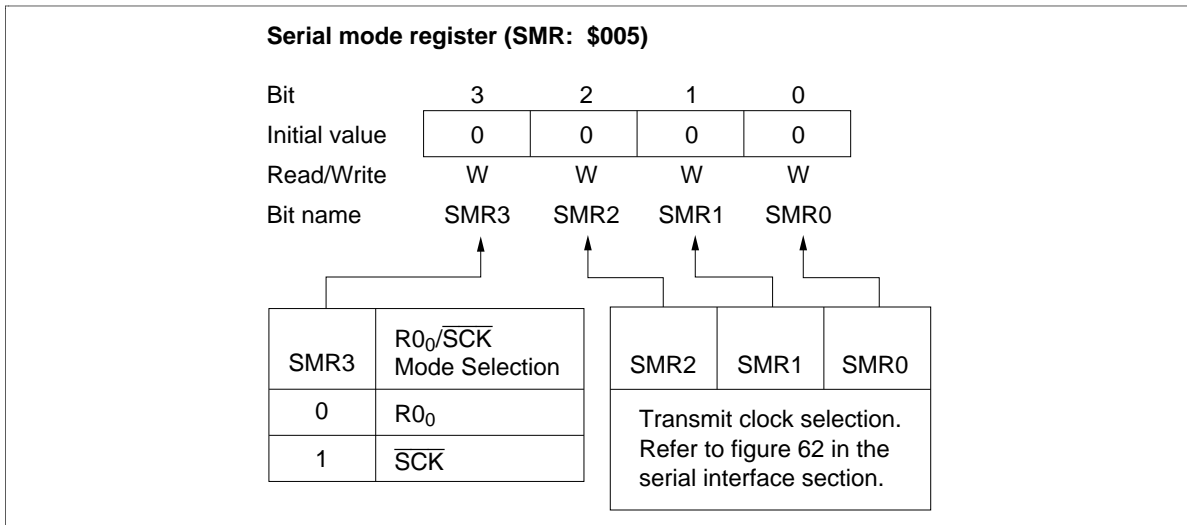 Serial mode register (SMR: $005)
Bit 3 2 1 0
Initial value 0 0 0 0
Read/Write W W W W
Bit name SMR3 SMR2 SMR1 SMR0
SMR3 R0₀/S̅C̅K̅
Mode Selection
0 R0₀
1 S̅C̅K̅
SMR2 SMR1 SMR0
Transmit clock selection.
Refer to figure 62 in the
serial interface section.